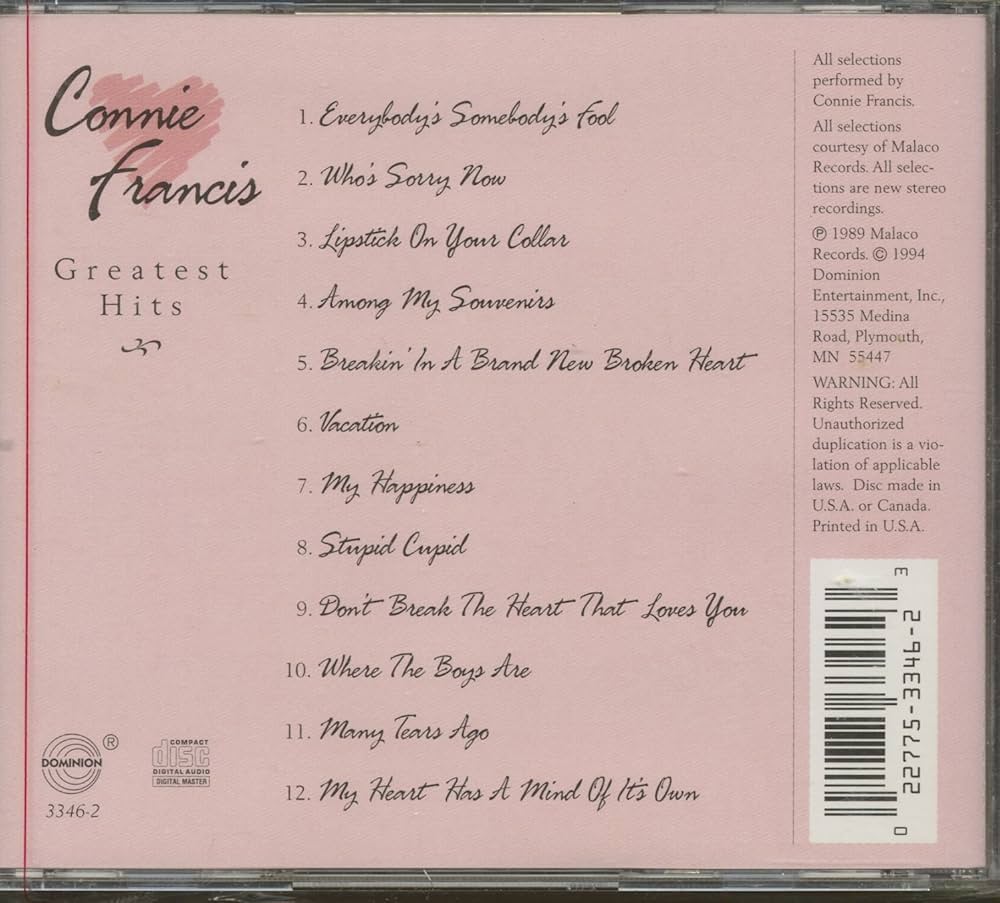 Connie
Francis
Greatest
Hits
1. Everybody's Somebody's Fool
2. Who's Sorry Now
3. Lipstick On Your Collar
4. Among My Souvenirs
5. Breakin' In A Brand New Broken Heart
6. Vacation
7. My Happiness
8. Stupid Cupid
9. Don't Break The Heart That Loves You
10. Where The Boys Are
11. Many Tears Ago
12. My Heart Has A Mind Of It's Own
All selections
performed by
Connie Francis.
All selections
courtesy of Malaco
Records. All selec-
tions are new stereo
recordings.
℗ 1989 Malaco
Records. © 1994
Dominion
Entertainment, Inc.,
15535 Medina
Road, Plymouth,
MN 55447
WARNING: All
Rights Reserved.
Unauthorized
duplication is a vio-
lation of applicable
laws. Disc made in
U.S.A. or Canada.
Printed in U.S.A.
0 22775-3349-2 3
DOMINION ®
3346-2
COMPACT
disc
DIGITAL AUDIO
DIGITAL MASTER